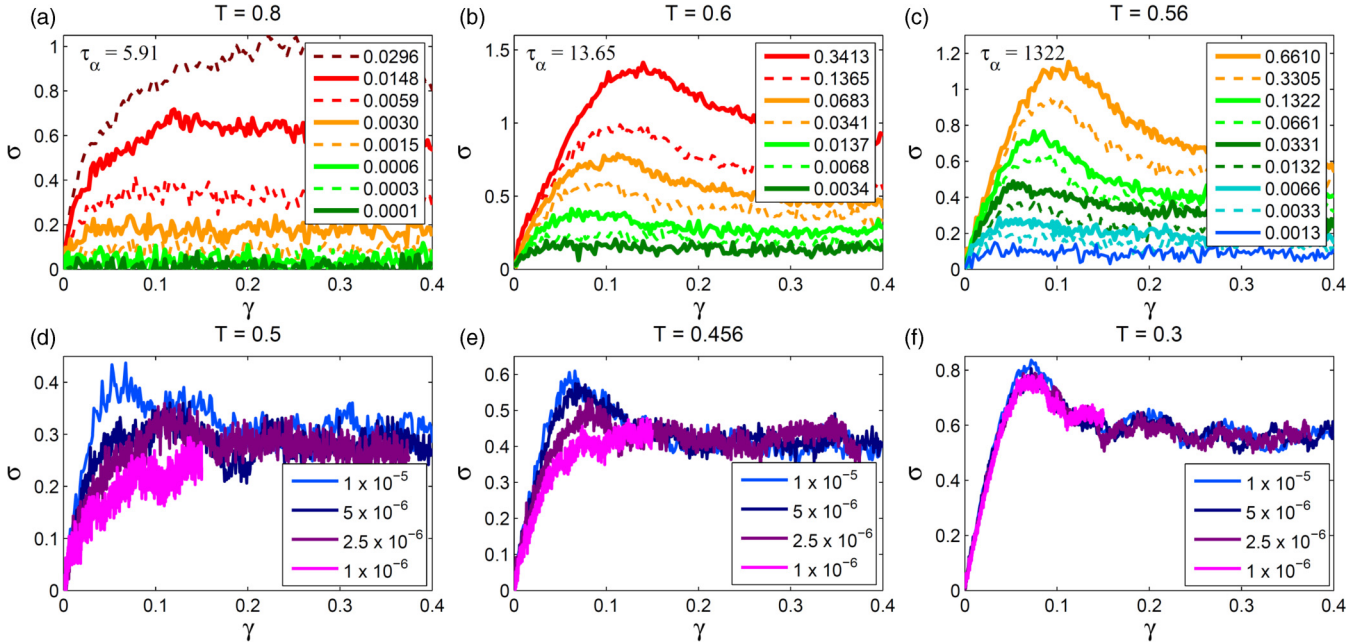 (a)
T = 0.8
τα = 5.91
σ
1
0.8
0.6
0.4
0.2
0
0.0296
0.0148
0.0059
0.0030
0.0015
0.0006
0.0003
0.0001
0 0.1 0.2 0.3 0.4
γ
(b)
T = 0.6
τα = 13.65
σ
1.5
1
0.5
0
0.3413
0.1365
0.0683
0.0341
0.0137
0.0068
0.0034
0 0.1 0.2 0.3 0.4
γ
(c)
T = 0.56
τα = 1322
σ
1.2
1
0.8
0.6
0.4
0.2
0
0.6610
0.3305
0.1322
0.0661
0.0331
0.0132
0.0066
0.0033
0.0013
0 0.1 0.2 0.3 0.4
γ
(d)
T = 0.5
σ
0.4
0.3
0.2
0.1
0
1 x 10⁻⁵
5 x 10⁻⁶
2.5 x 10⁻⁶
1 x 10⁻⁶
0 0.1 0.2 0.3 0.4
γ
(e)
T = 0.456
σ
0.6
0.5
0.4
0.3
0.2
0.1
0
1 x 10⁻⁵
5 x 10⁻⁶
2.5 x 10⁻⁶
1 x 10⁻⁶
0 0.1 0.2 0.3 0.4
γ
(f)
T = 0.3
σ
0.8
0.6
0.4
0.2
0
1 x 10⁻⁵
5 x 10⁻⁶
2.5 x 10⁻⁶
1 x 10⁻⁶
0 0.1 0.2 0.3 0.4
γ